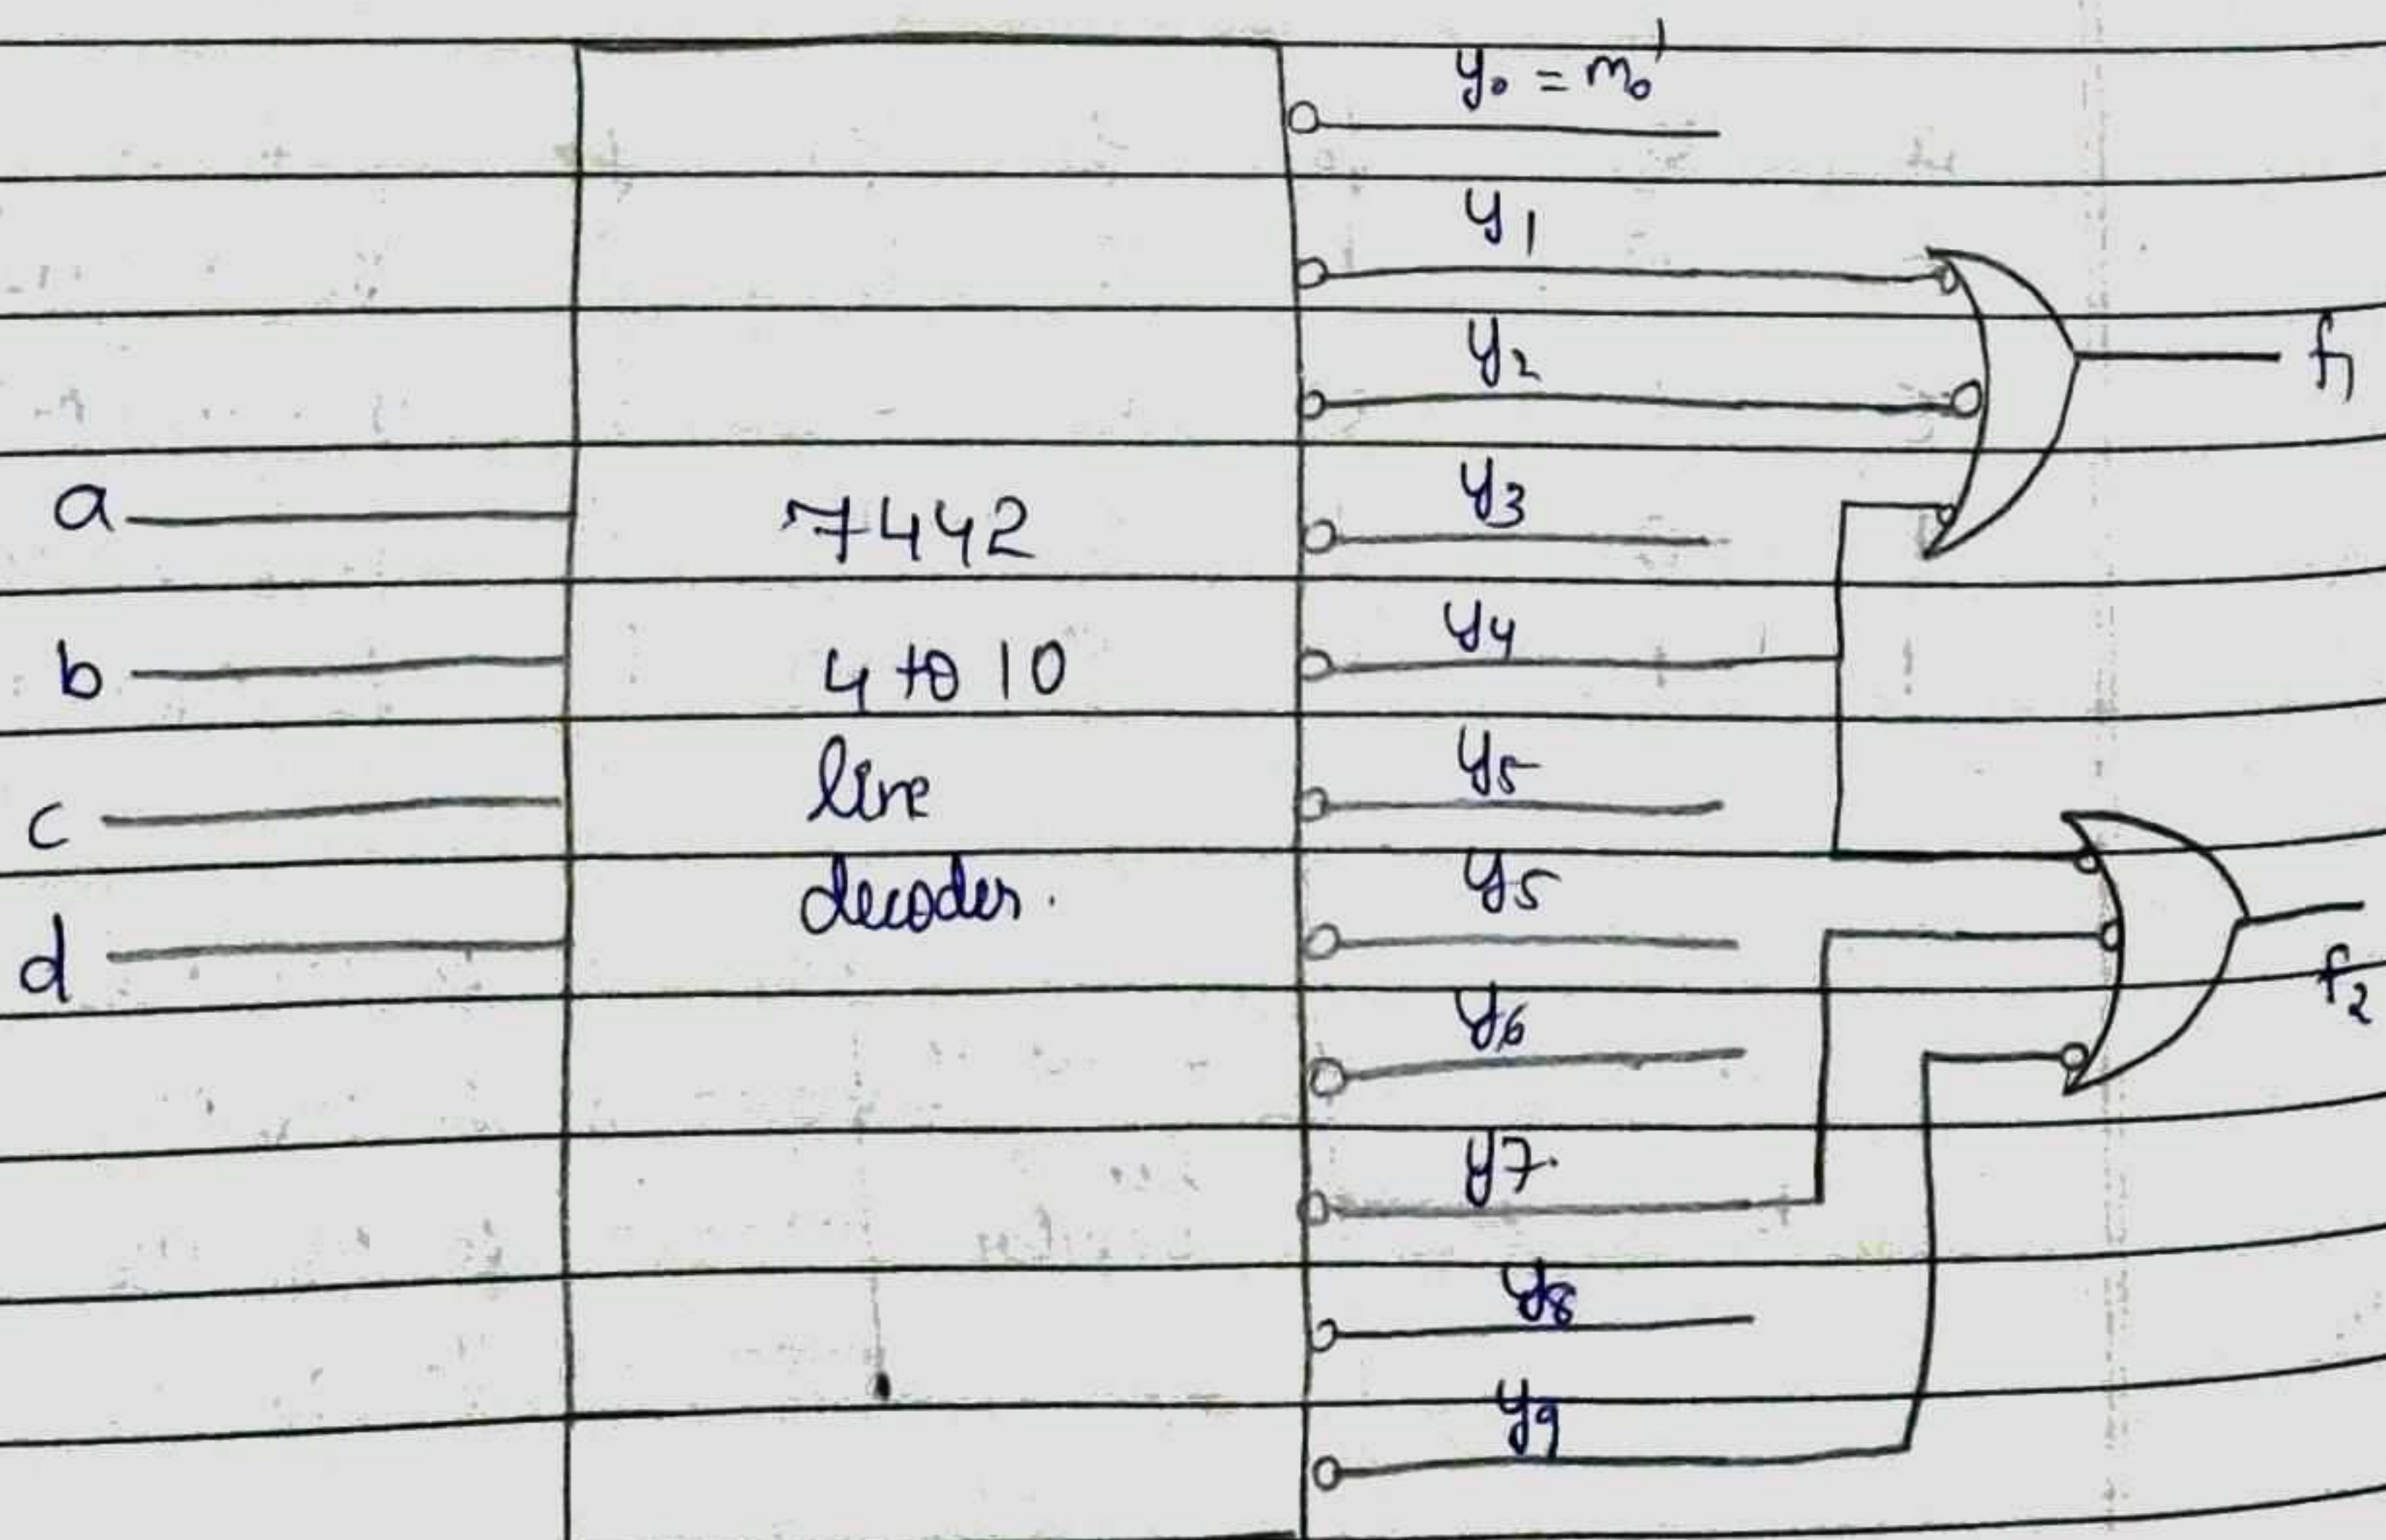 y₀ = m₀'
y₁
y₂
f₁
y₃
a
7442
y₄
b
4 to 10
y₅
c
line
y₅
decoder.
d
f₂
y₆
y₇.
y₈
y₉